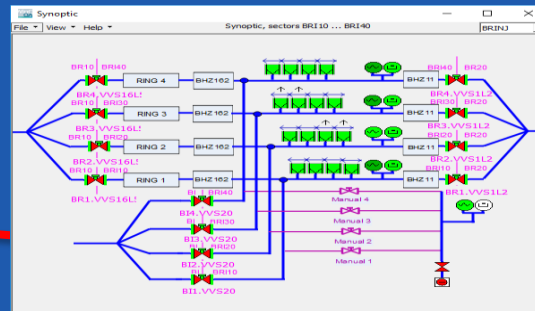 Synoptic
File View Help Synoptic, sectors BRI10 ... BRI40 BRINJ
BR10 BRI40 BRI40 BR20
RING 4 BHZ162 BHZ11
BR4.VVS16L! BR4.VVS1L2
BR10 BRI30 BRI30 BR20
RING 3 BHZ162 BHZ11
BR3.VVS16L! BR3.VVS1L2
BR10 BR20 BR20 BR20
RING 2 BHZ162 BHZ11
BR2.VVS16L! BR2.VVS1L2
BR10 BRI10 BRI10 BR20
RING 1 BHZ162 BHZ11
BR1.VVS16L! BR1.VVS1L2
BI BRI40
Manual 4
BI4.VVS20
BI BRI30
Manual 3
BI3.VVS20
BI BRI20
Manual 2
BI2.VVS20
BI BRI10
Manual 1
BI1.VVS20